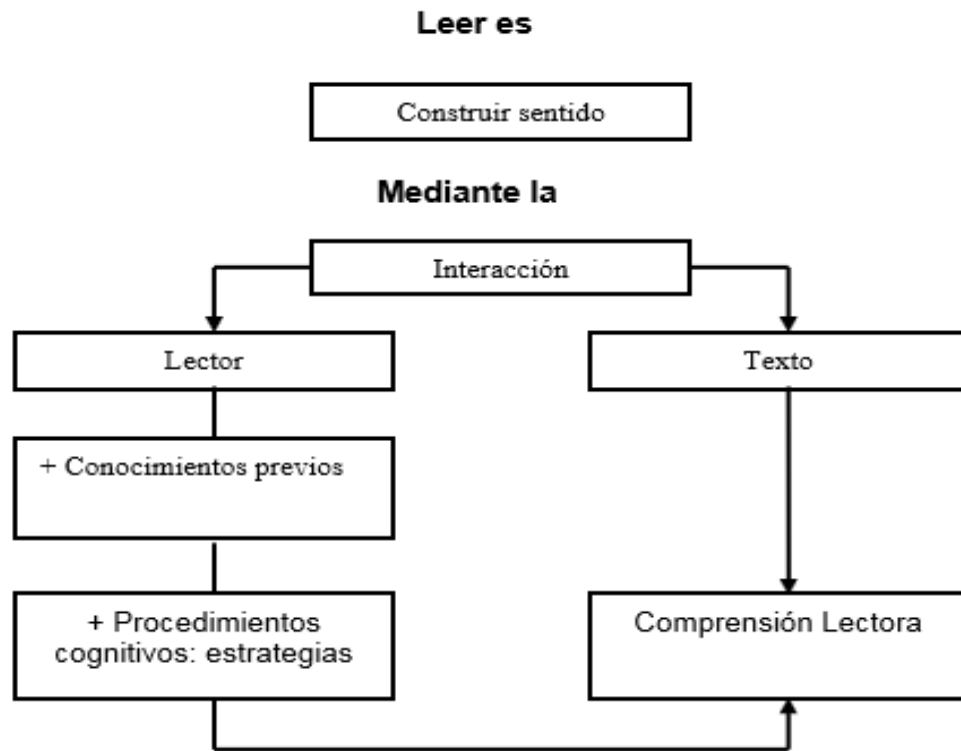 Leer es
Construir sentido
Mediante la
Interacción
Lector
Texto
+ Conocimientos previos
+ Procedimientos
cognitivos: estrategias
Comprensión Lectora